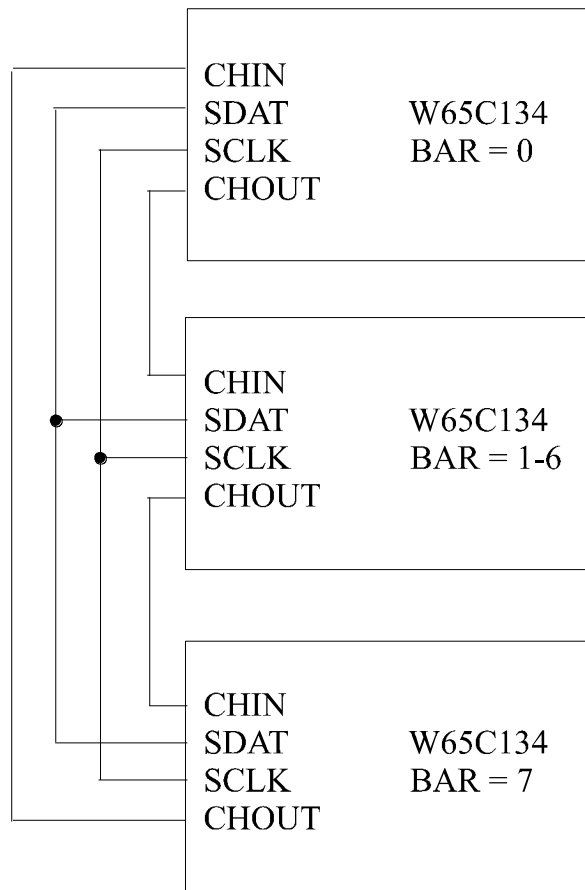 CHIN
SDAT W65C134
SCLK BAR = 0
CHOUT
CHIN
SDAT W65C134
SCLK BAR = 1-6
CHOUT
CHIN
SDAT W65C134
SCLK BAR = 7
CHOUT